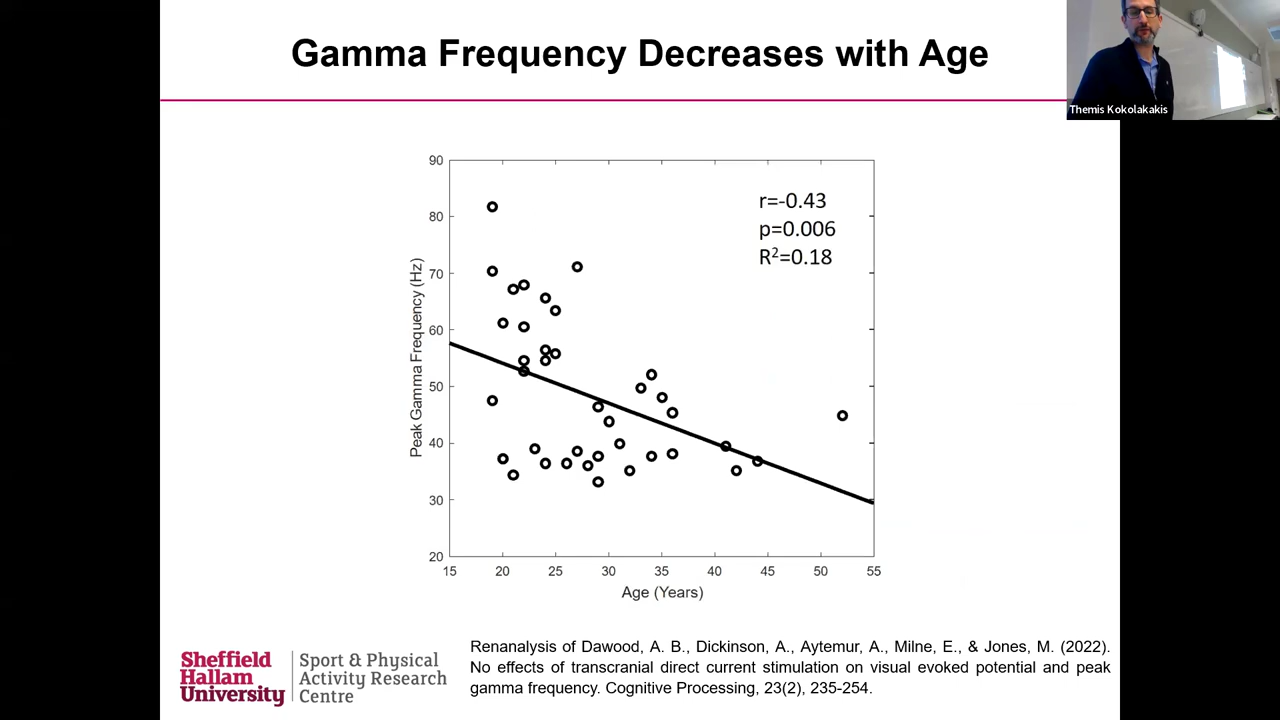 Gamma Frequency Decreases with Age
Themis Kokolakakis
90
80
70
60
50
40
30
20
Peak Gamma Frequency (Hz)
r=-0.43
p=0.006
R²=0.18
15 20 25 30 35 40 45 50 55
Age (Years)
Sheffield
Hallam
University
Sport & Physical
Activity Research
Centre
Renanalysis of Dawood, A. B., Dickinson, A., Aytemur, A., Milne, E., & Jones, M. (2022).
No effects of transcranial direct current stimulation on visual evoked potential and peak
gamma frequency. Cognitive Processing, 23(2), 235-254.